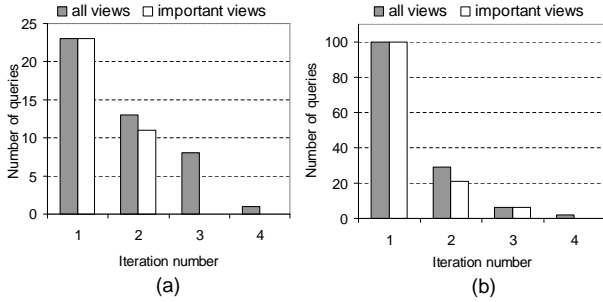 all views important views
Number of queries
25
20
15
10
5
0
1 2 3 4
Iteration number
(a)
all views important views
Number of queries
100
80
60
40
20
0
1 2 3 4
Iteration number
(b)